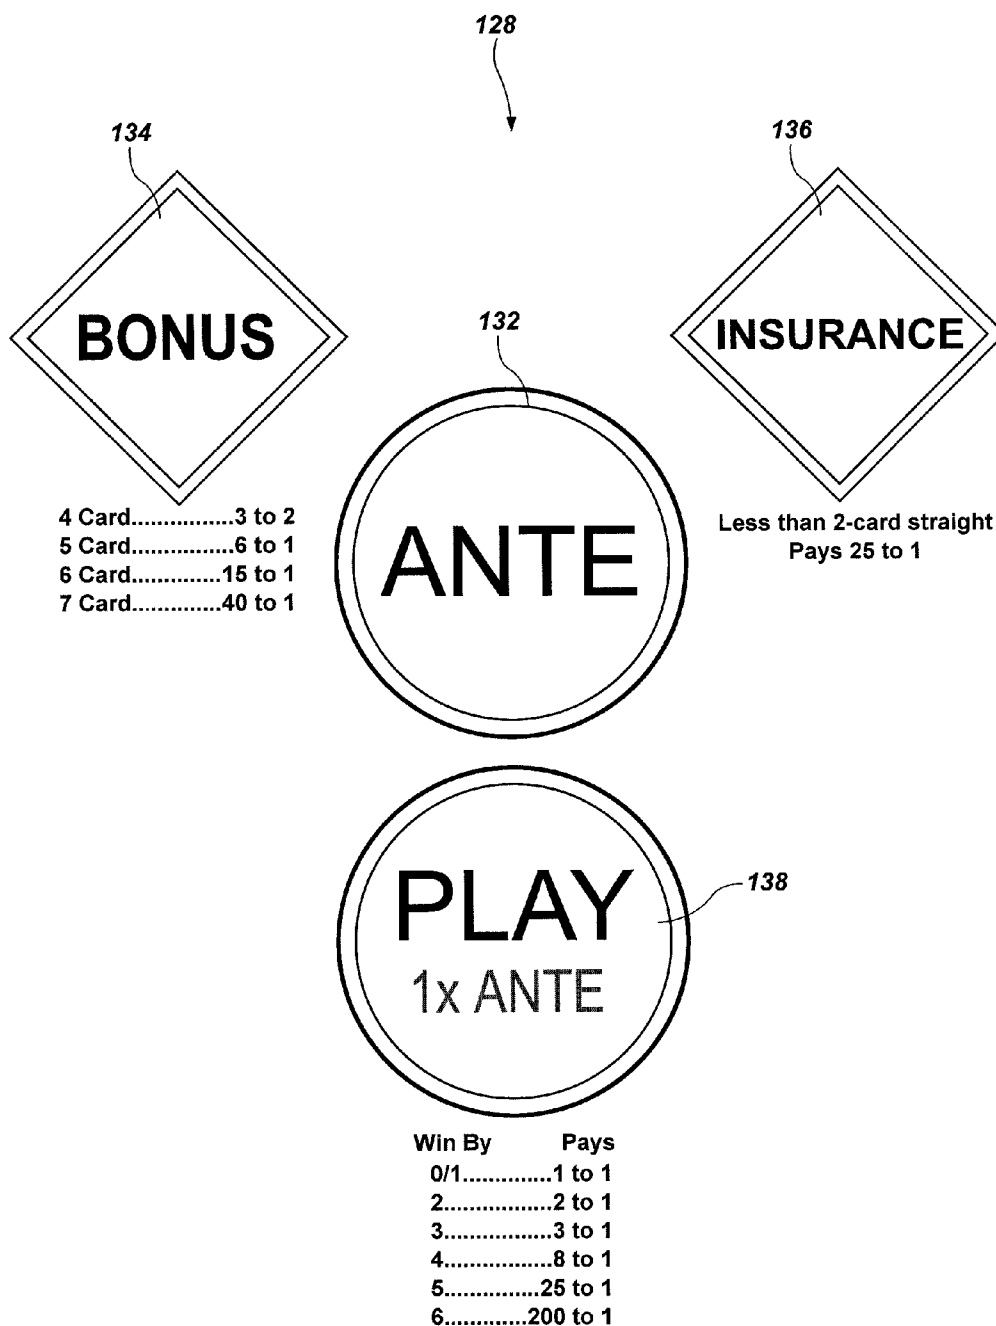 128
134
136
BONUS
INSURANCE
132
4 Card................3 to 2
5 Card................6 to 1
6 Card..............15 to 1
7 Card..............40 to 1
Less than 2-card straight
Pays 25 to 1
ANTE
PLAY
1x ANTE
138
Win By Pays
0/1..............1 to 1
2.................2 to 1
3.................3 to 1
4.................8 to 1
5...............25 to 1
6.............200 to 1